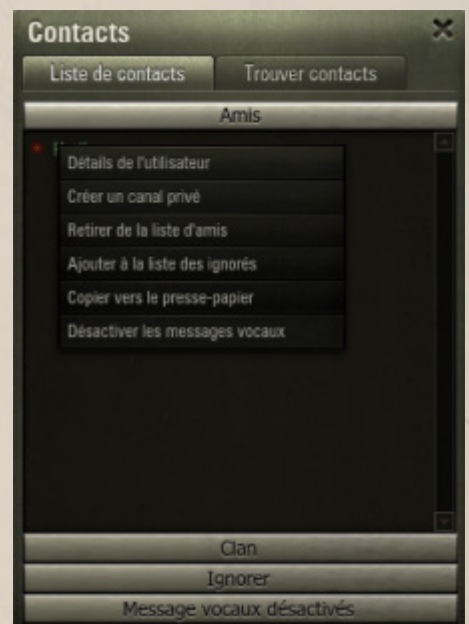 Contacts
Liste de contacts
Trouver contacts
Amis
Détails de l'utilisateur
Créer un canal privé
Retirer de la liste d'amis
Ajouter à la liste des ignorés
Copier vers le presse-papier
Désactiver les messages vocaux
Clan
Ignorer
Message vocaux désactivés